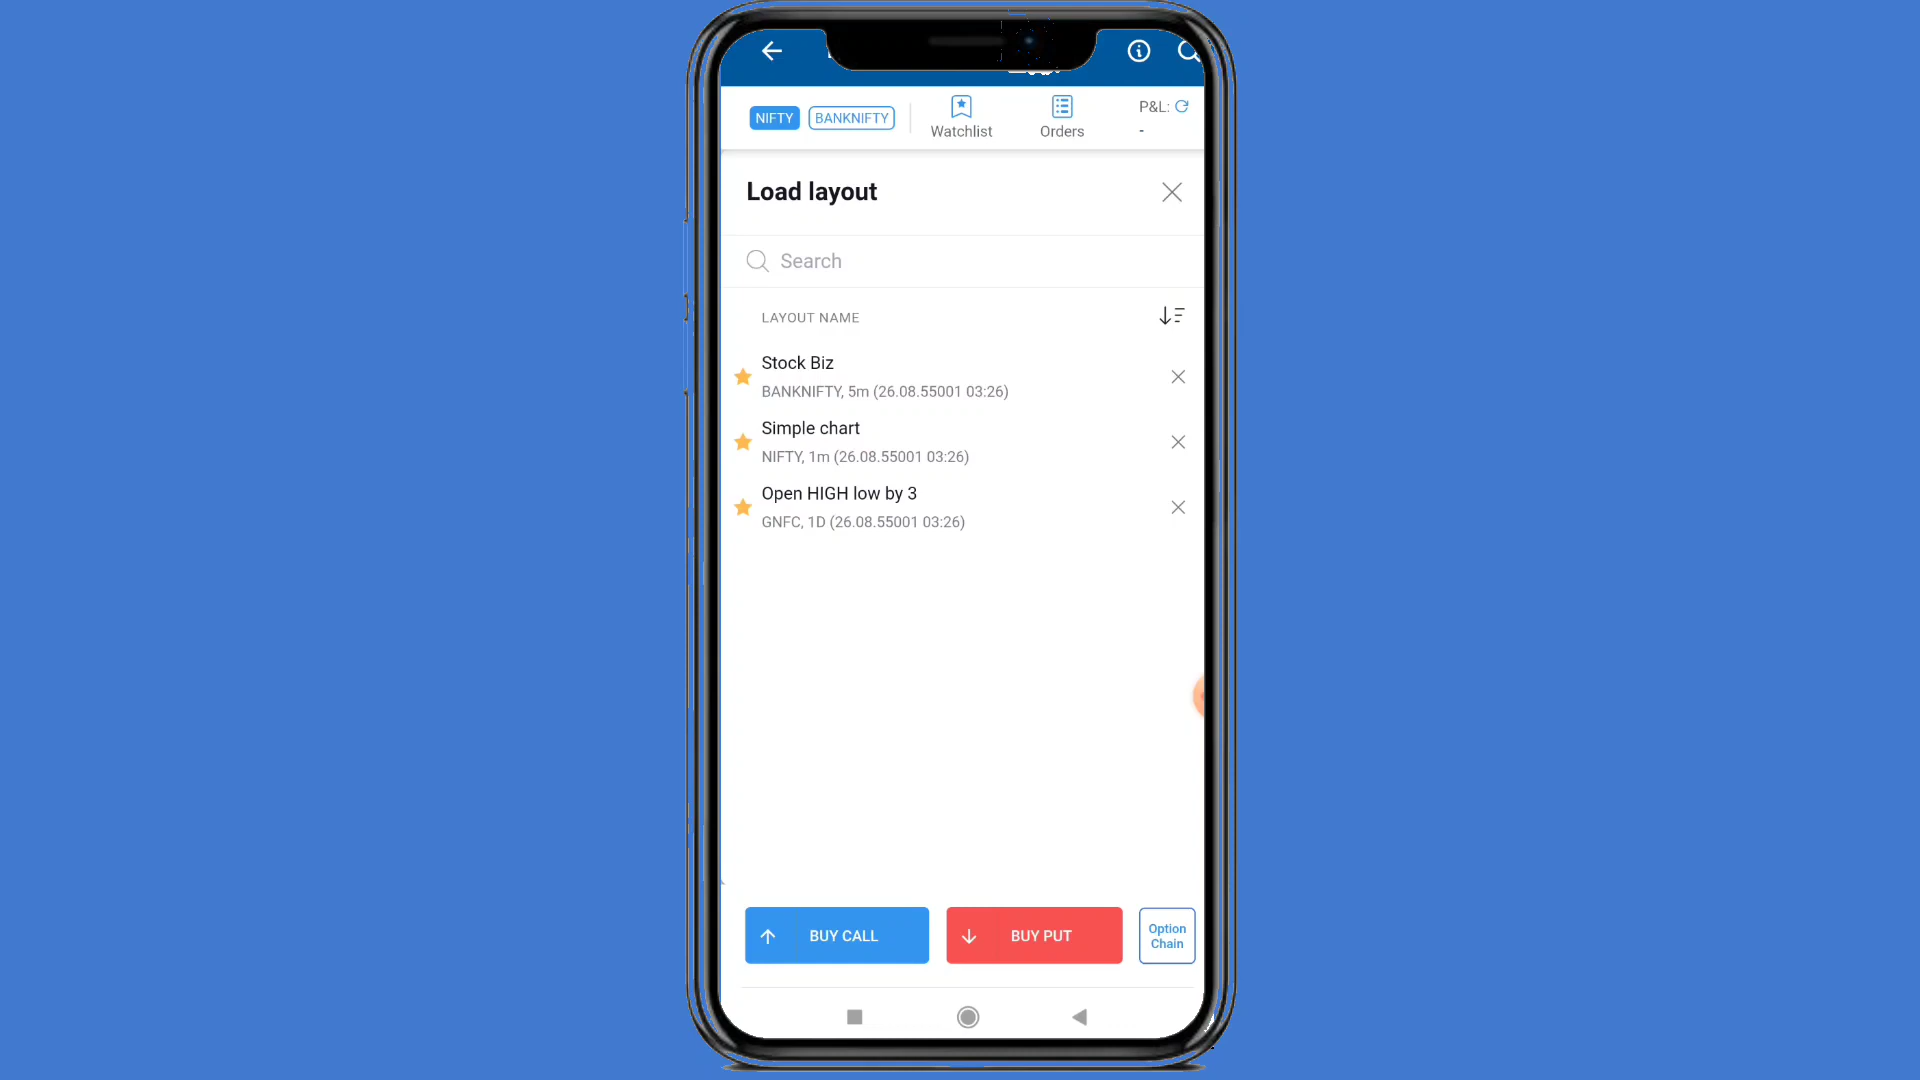 NIFTY BANKNIFTY Watchlist Orders P&L:
-
Load layout
Search
LAYOUT NAME
Stock Biz
BANKNIFTY, 5m (26.08.55001 03:26)
Simple chart
NIFTY, 1m (26.08.55001 03:26)
Open HIGH low by 3
GNFC, 1D (26.08.55001 03:26)
BUY CALL BUY PUT Option
Chain